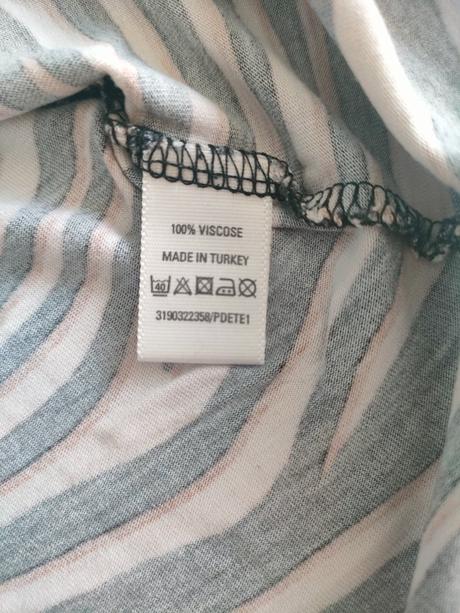 100% VISCOSE
MADE IN TURKEY
40
3190322358/PDETE1